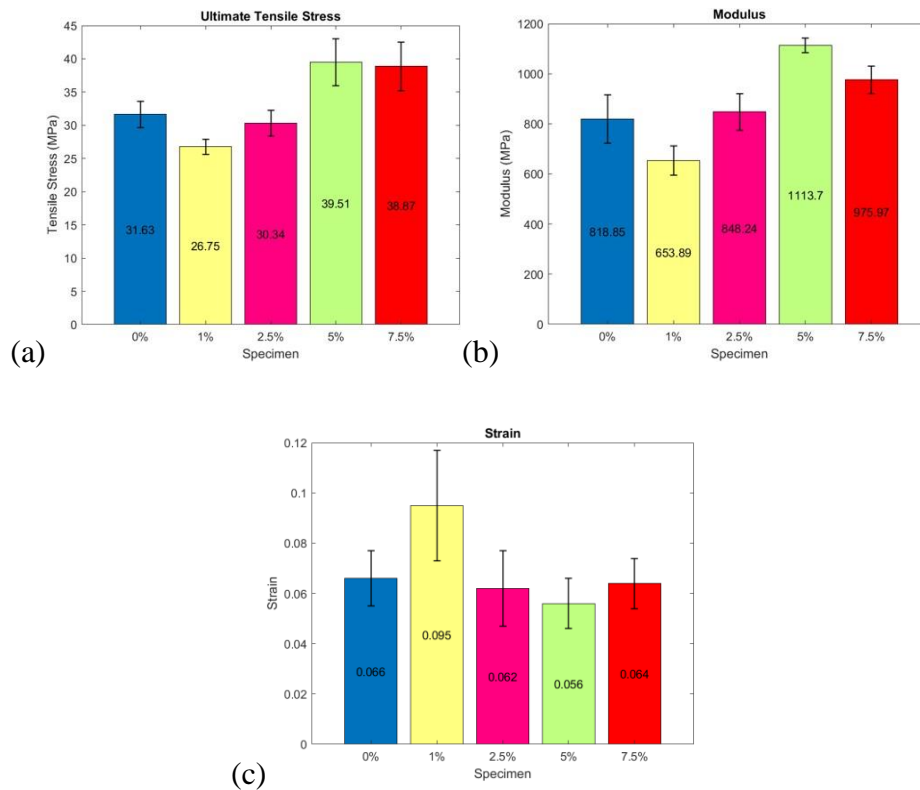 Ultimate Tensile Stress
45
40
35
30
25
20
15
10
5
0
Tensile Stress (MPa)
31.63
26.75
30.34
39.51
38.87
0% 1% 2.5% 5% 7.5%
Specimen
(a)
Modulus
1200
1000
800
600
400
200
0
Modulus (MPa)
818.85
653.89
848.24
1113.7
975.97
0% 1% 2.5% 5% 7.5%
Specimen
(b)
Strain
0.12
0.1
0.08
0.06
0.04
0.02
0
Strain
0.066
0.095
0.062
0.056
0.064
0% 1% 2.5% 5% 7.5%
Specimen
(c)